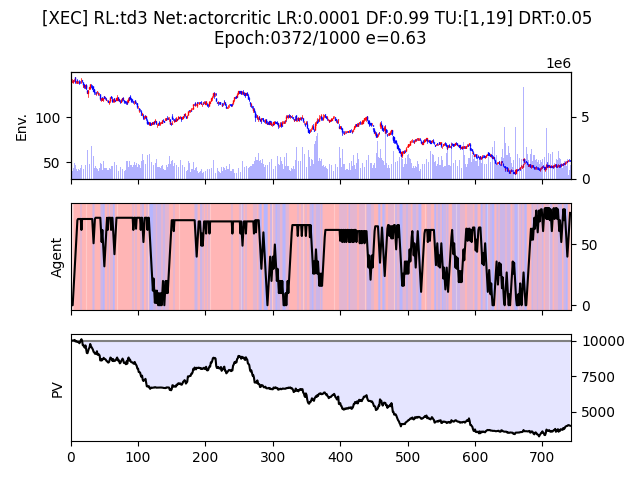 [XEC] RL:td3 Net:actorcritic LR:0.0001 DF:0.99 TU:[1,19] DRT:0.05
Epoch:0372/1000 e=0.63
1e6
Env.
100
50
5
0
Agent
50
0
PV
10000
7500
5000
0 100 200 300 400 500 600 700